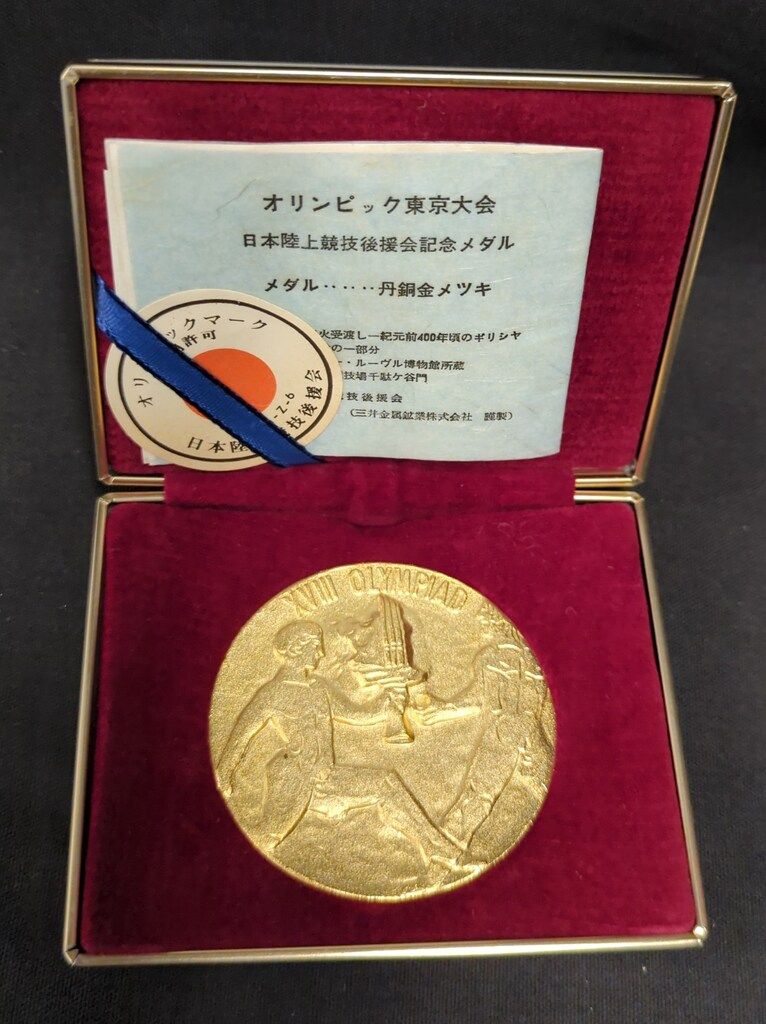 オリンピック東京大会
日本陸上競技後援会記念メダル
メダル‥‥‥丹銅金メツキ
火受渡し一紀元前400年頃のギリシヤ
の一部分
ー・ルーヴル博物館所蔵
技場千駄ケ谷門
技後援会
(三井金属鉱業株式会社 謹製)
オリ ックマーク
許可
-2-6
日本陸 技後援会
XVIII OLYMPIAD